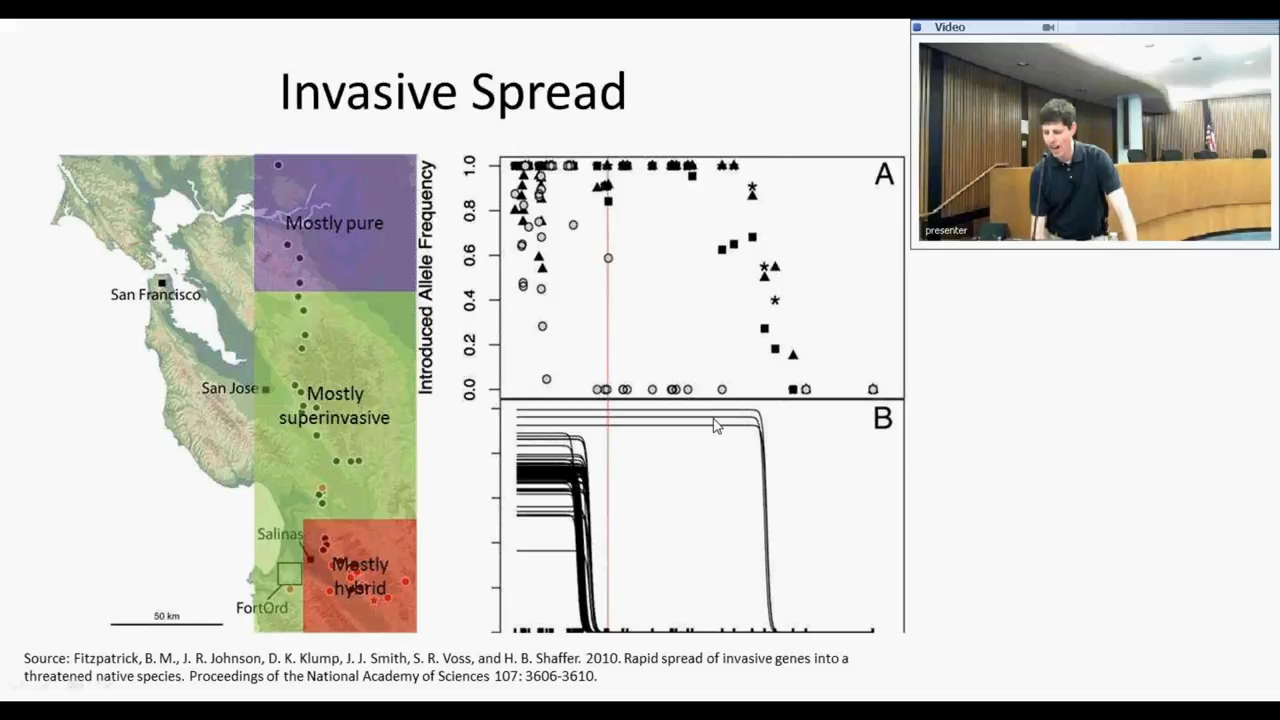 Invasive Spread
Video
presenter
Mostly pure
San Francisco
San Jose
Mostly
superinvasive
Salinas
Mostly
hybrid
FortOrd
50 km
Introduced Allele Frequency
1.0
0.8
0.6
0.4
0.2
0.0
A
B
Source: Fitzpatrick, B. M., J. R. Johnson, D. K. Klump, J. J. Smith, S. R. Voss, and H. B. Shaffer. 2010. Rapid spread of invasive genes into a
threatened native species. Proceedings of the National Academy of Sciences 107: 3606-3610.